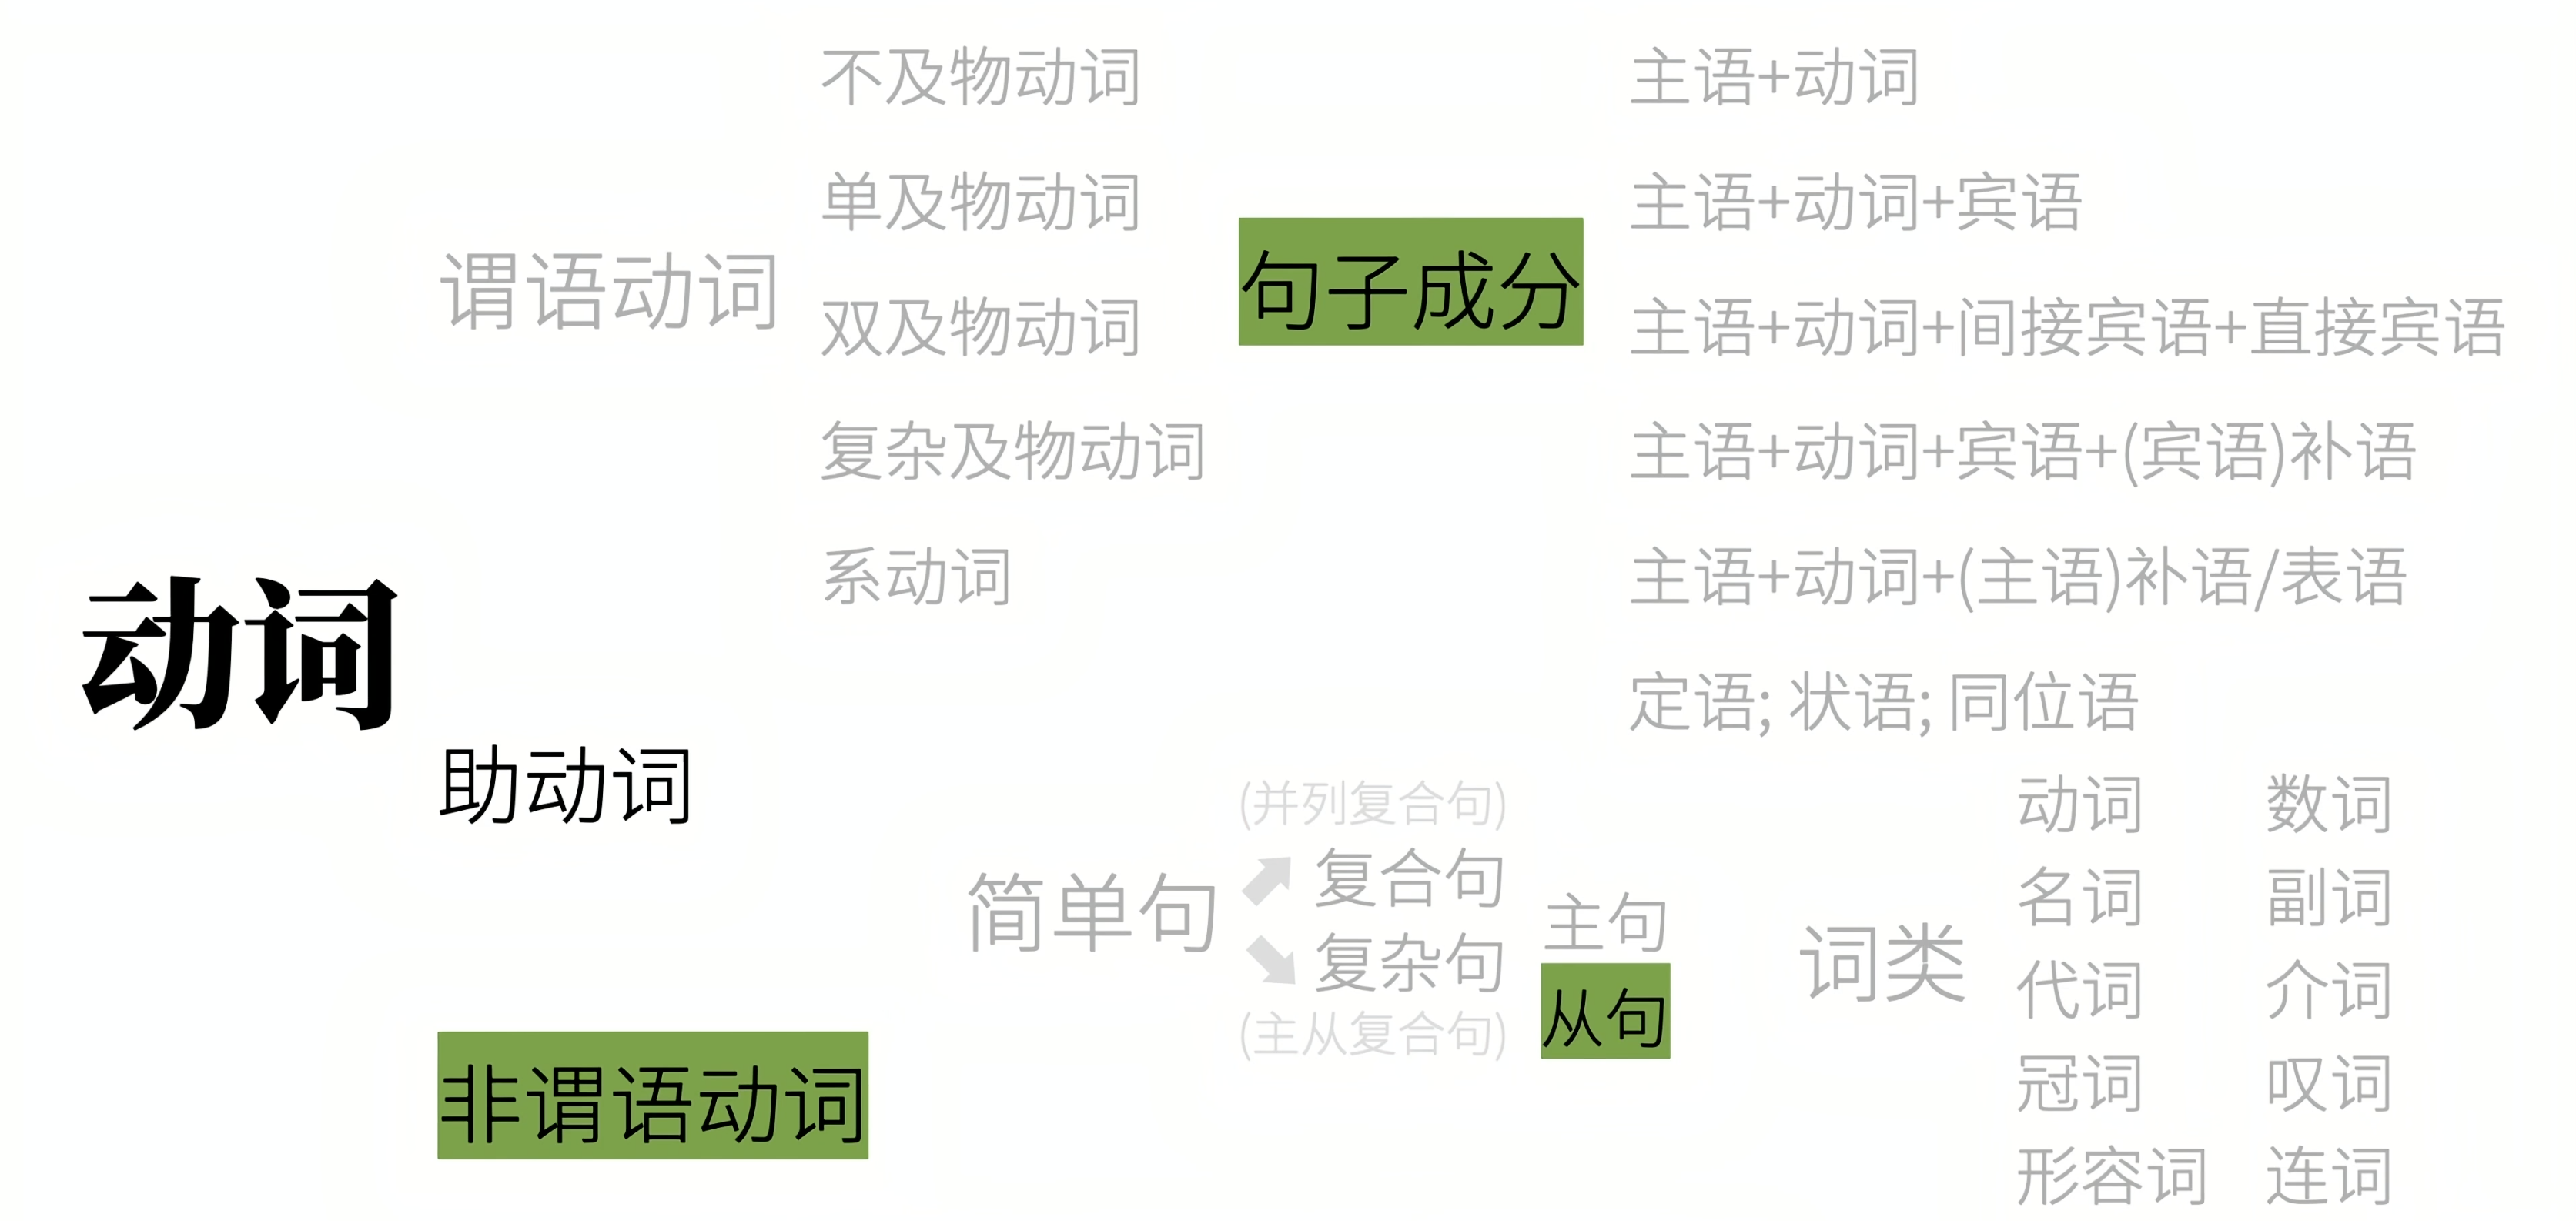 动词
谓语动词
不及物动词
单及物动词
双及物动词
复杂及物动词
系动词
句子成分
主语+动词
主语+动词+宾语
主语+动词+间接宾语+直接宾语
主语+动词+宾语+(宾语)补语
主语+动词+(主语)补语/表语
定语; 状语; 同位语
助动词
非谓语动词
简单句
(并列复合句)
复合句
复杂句
(主从复合句)
主句
从句
词类
动词
名词
代词
冠词
形容词
数词
副词
介词
叹词
连词